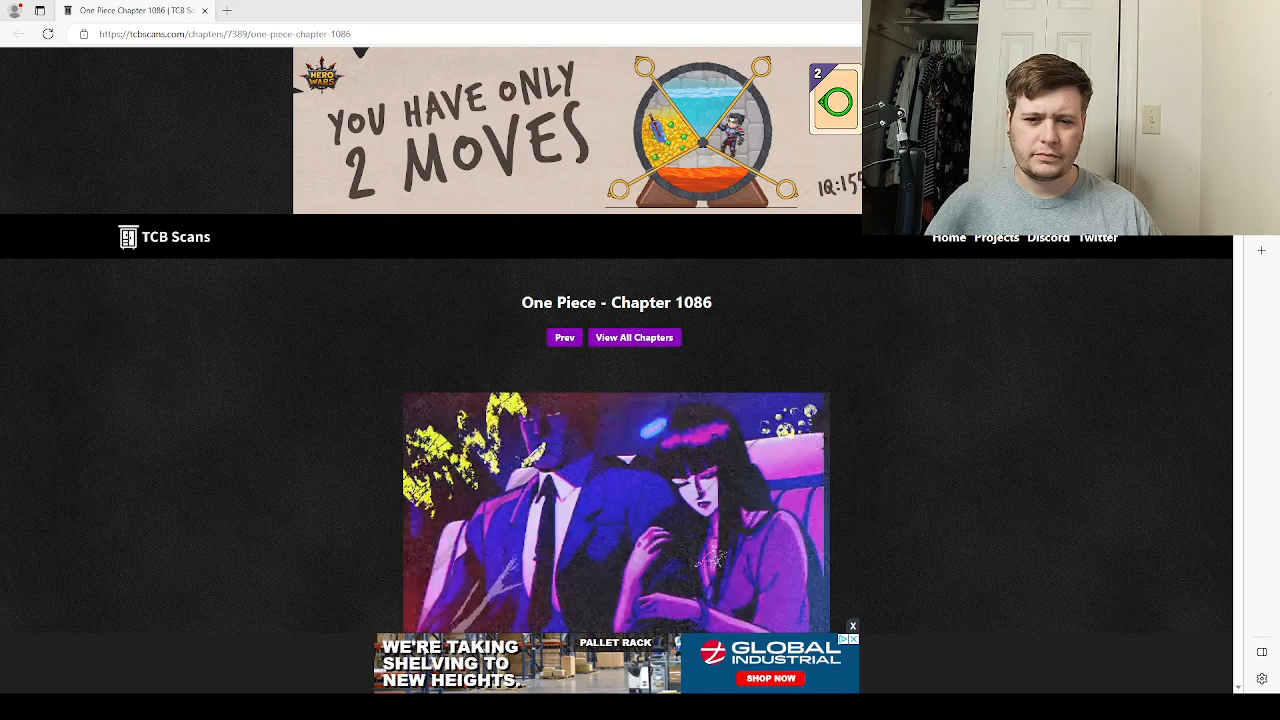 One Piece Chapter 1086 | TCB Sc
https://tcbscans.com/chapters/7389/one-piece-chapter-1086
HERO
WARS
YOU HAVE ONLY
2 MOVES
2
IQ:155
TCB Scans
Home Projects Discord Twitter
One Piece - Chapter 1086
Prev View All Chapters
X
WE'RE TAKING
SHELVING TO
NEW HEIGHTS.
PALLET RACK
GLOBAL
INDUSTRIAL
SHOP NOW